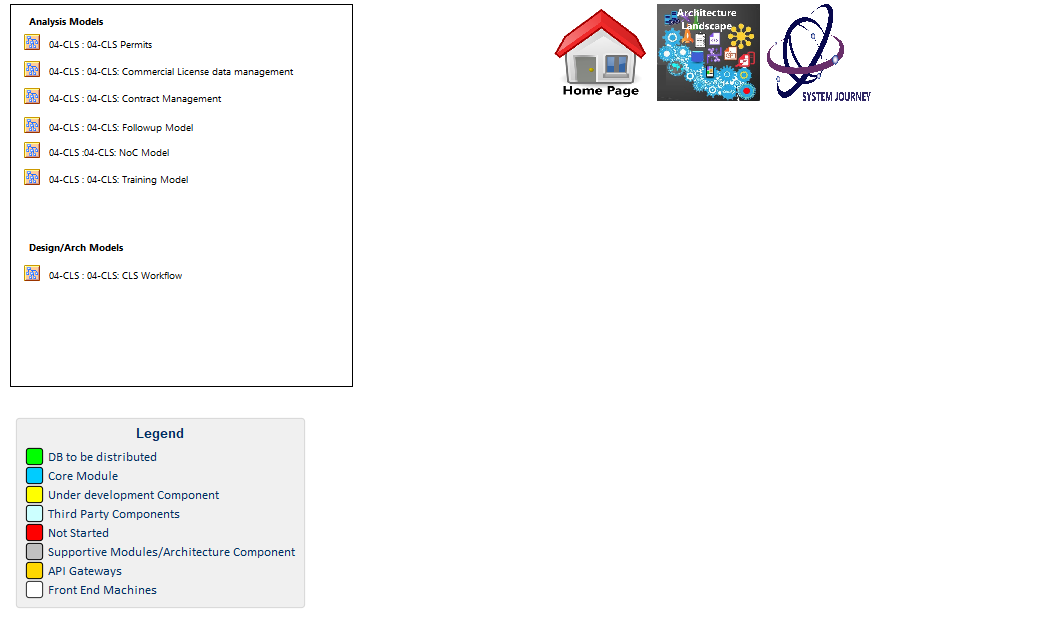 Analysis Models
04-CLS : 04-CLS Permits
04-CLS : 04-CLS: Commercial License data management
04-CLS : 04-CLS: Contract Management
04-CLS : 04-CLS: Followup Model
04-CLS :04-CLS: NoC Model
04-CLS : 04-CLS: Training Model
Design/Arch Models
04-CLS : 04-CLS: CLS Workflow
Home Page
Architecture
Landscape
SYSTEM JOURNEY
Legend
DB to be distributed
Core Module
Under development Component
Third Party Components
Not Started
Supportive Modules/Architecture Component
API Gateways
Front End Machines